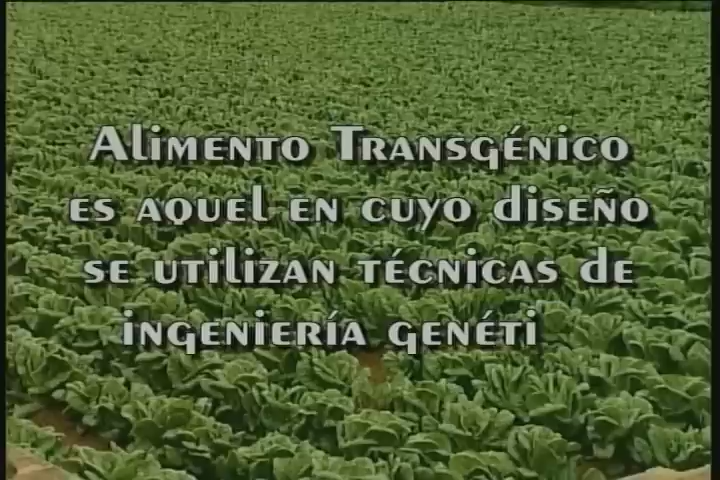 Alimento Transgénico
es aquel en cuyo diseño
se utilizan técnicas de
ingeniería genéti